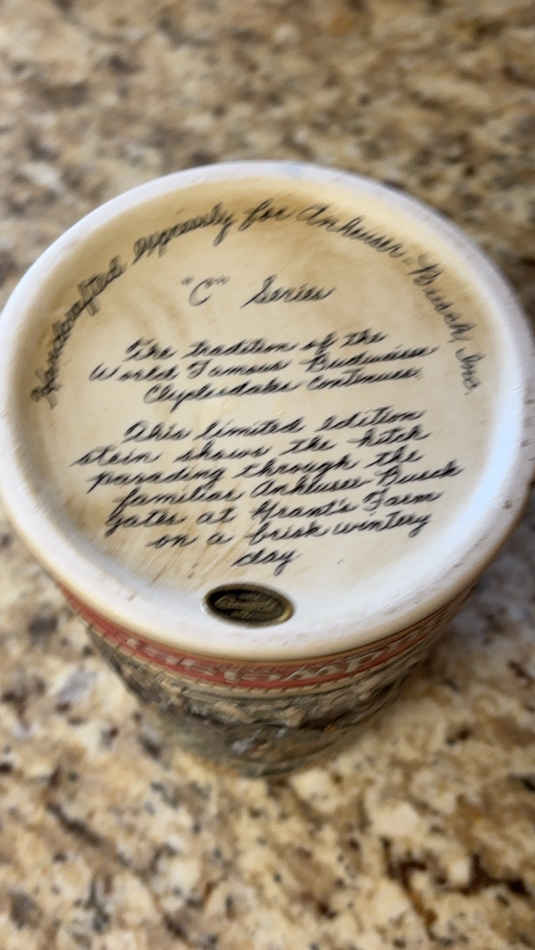 Handcrafted Expressly for Anheuser-Busch, Inc.
"C" Series
The tradition of the
World Famous Budweiser
Clydesdales Continues.
This limited edition
stein shows the hitch
parading through the
familiar Anheuser Busch
gates at Grant's Farm
on a brisk wintery
day